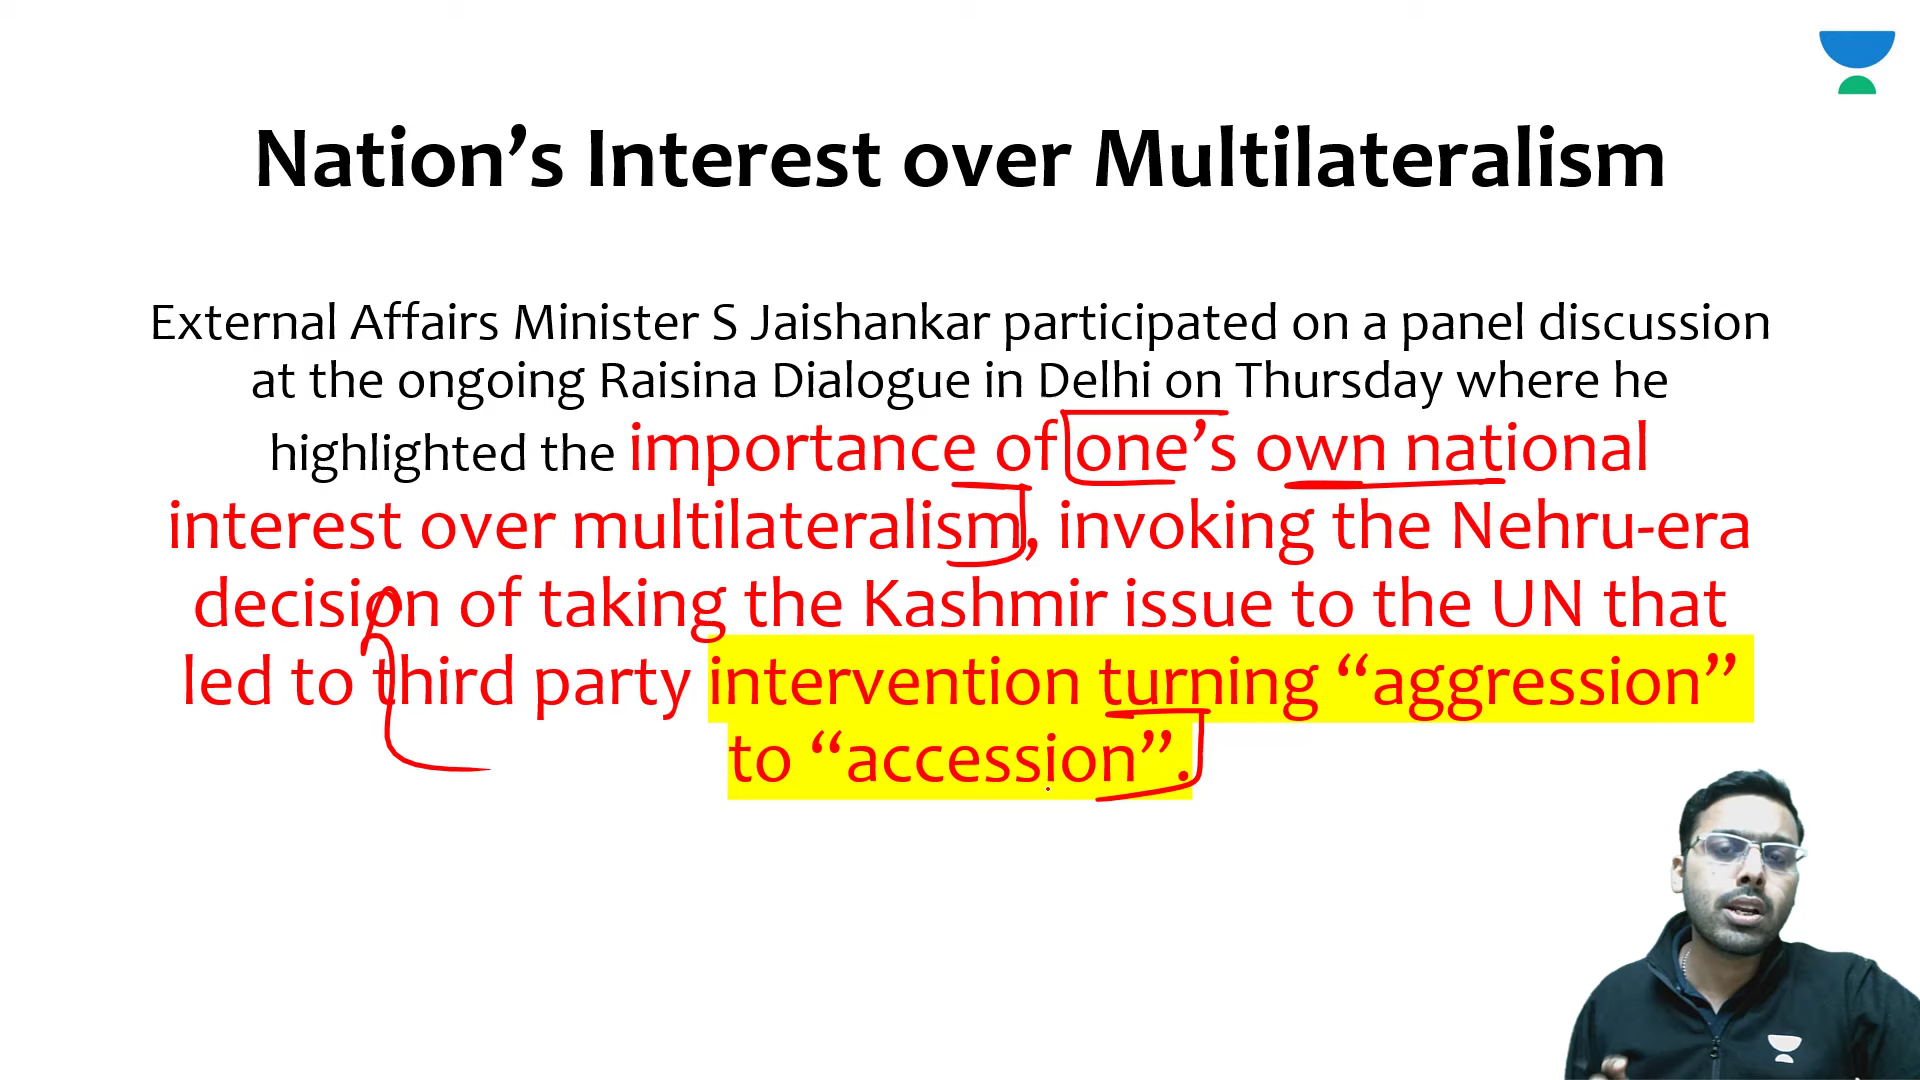 Nation’s Interest over Multilateralism
External Affairs Minister S Jaishankar participated on a panel discussion
at the ongoing Raisina Dialogue in Delhi on Thursday where he
highlighted the importance of one’s own national
interest over multilateralism, invoking the Nehru-era
decision of taking the Kashmir issue to the UN that
led to third party intervention turning “aggression”
to “accession”.